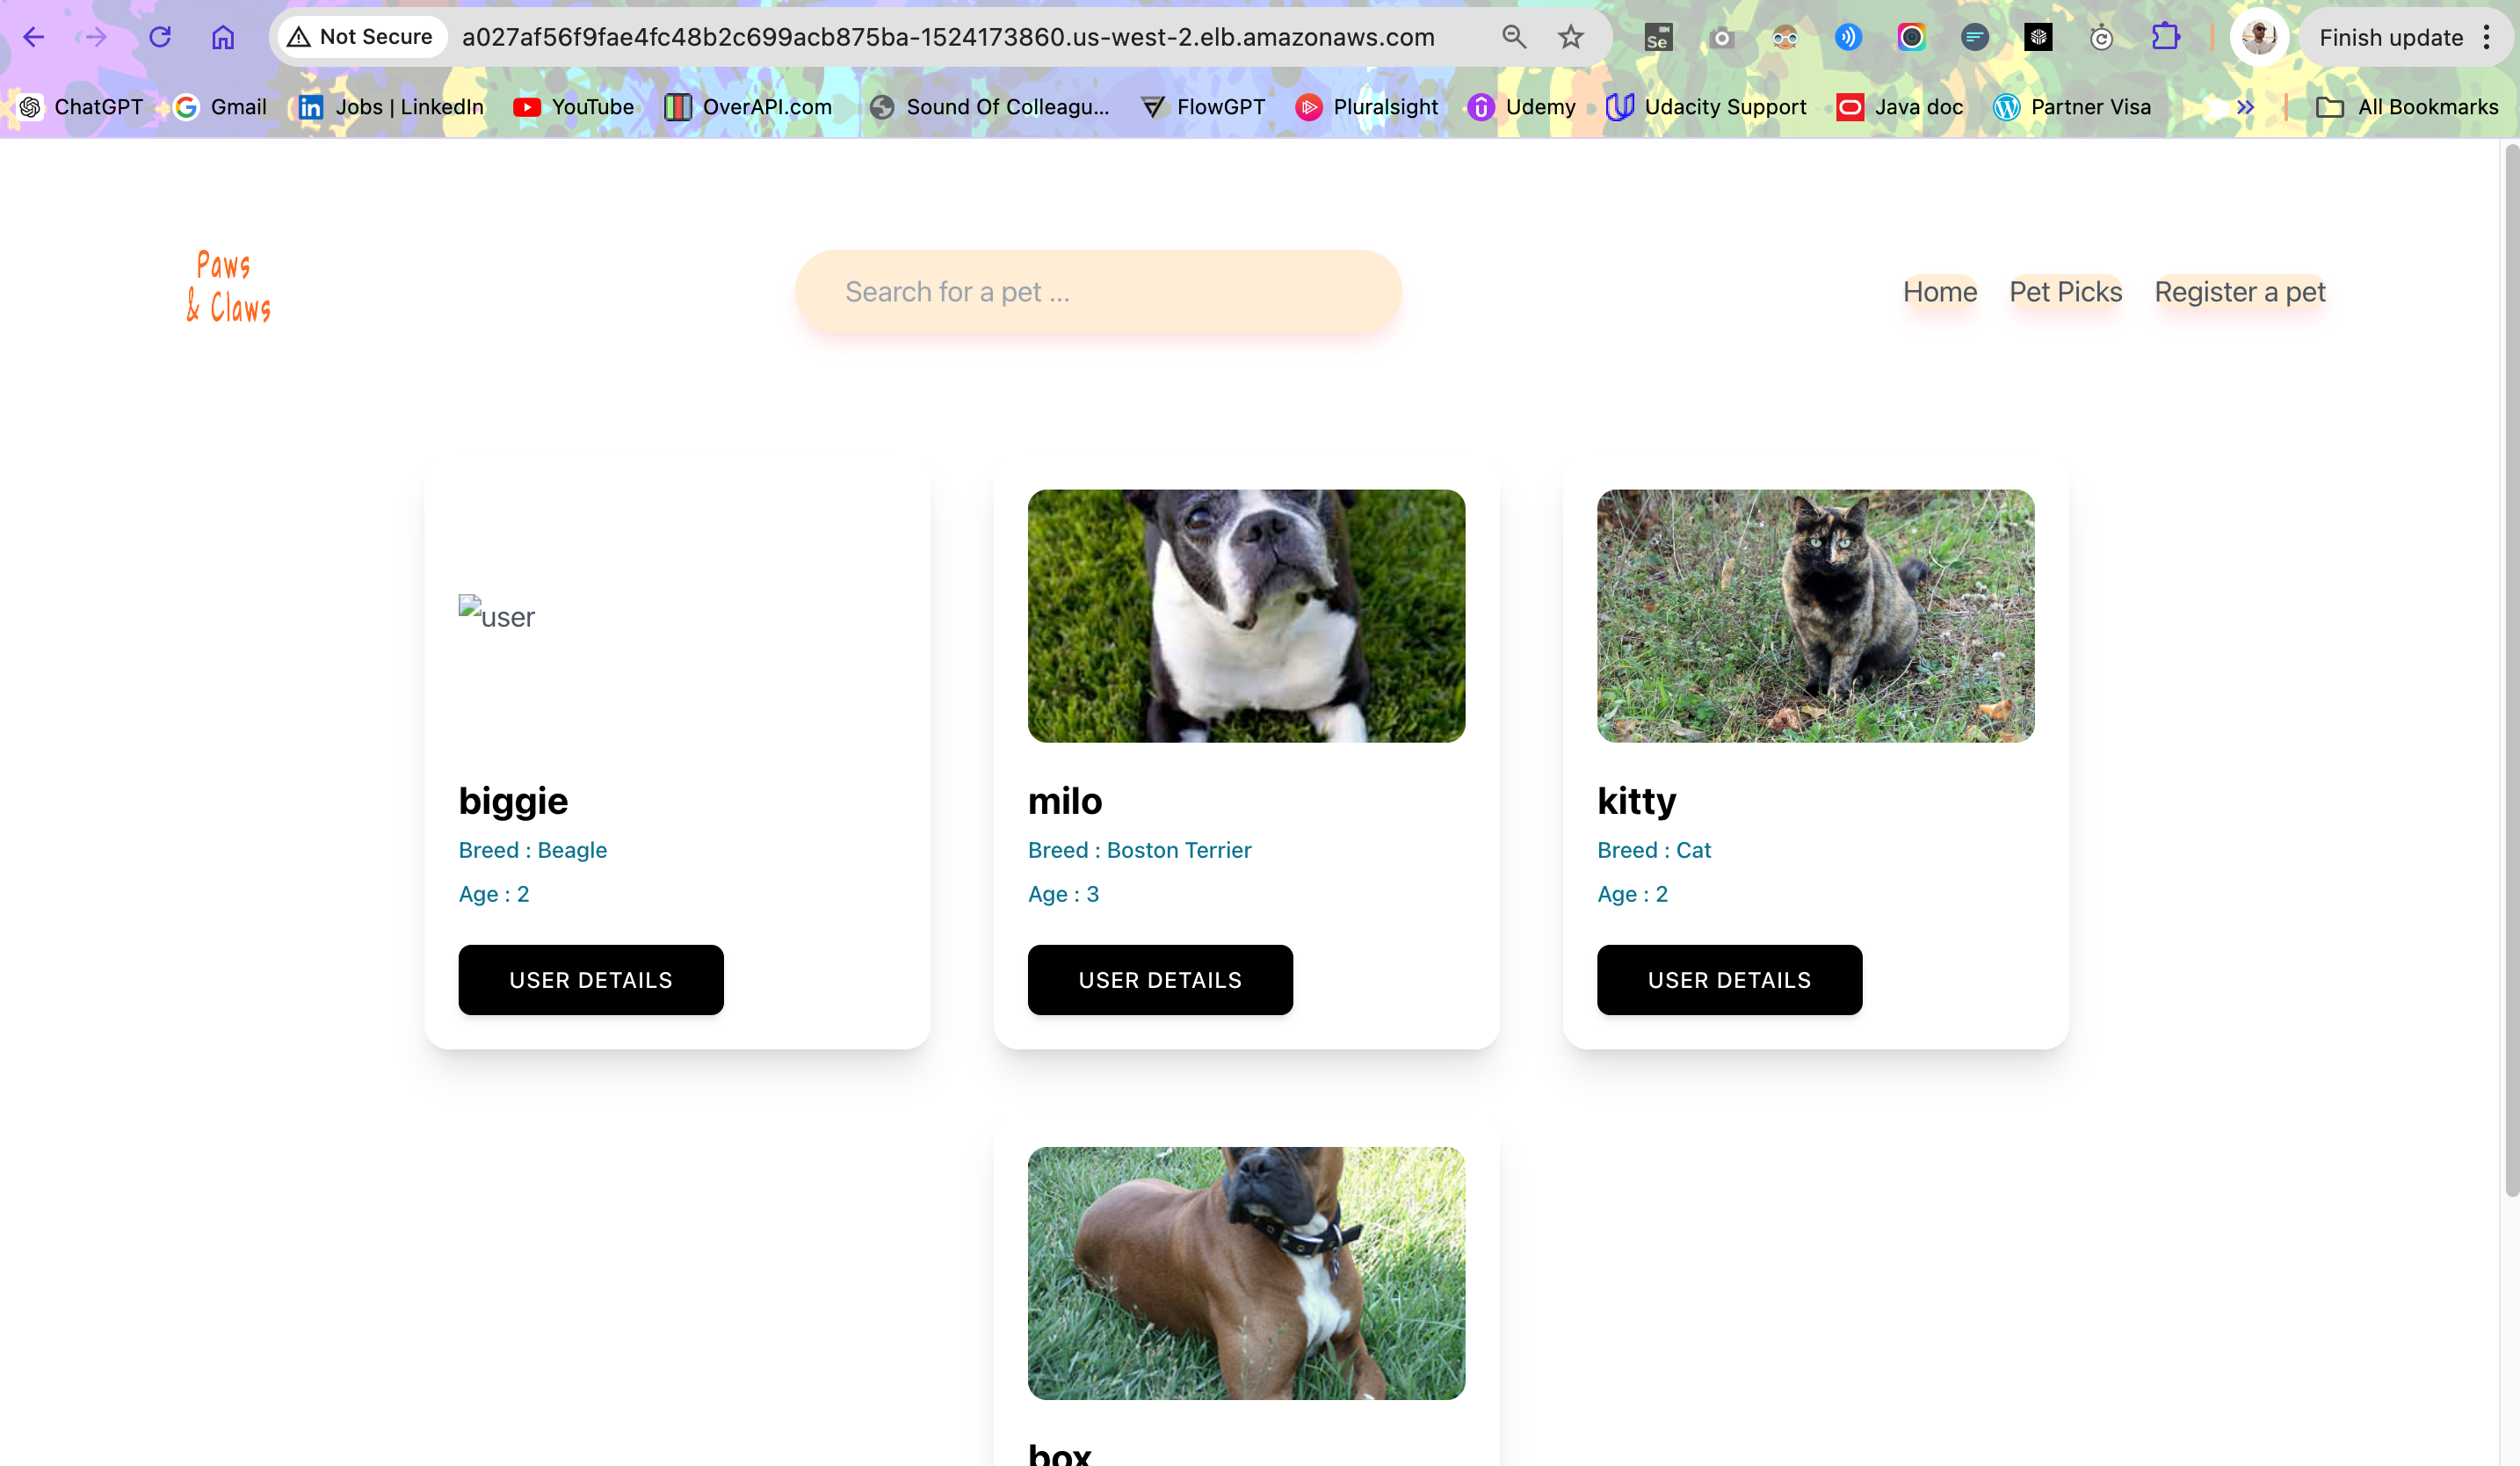 Not Secure
a027af56f9fae4fc48b2c699acb875ba-1524173860.us-west-2.elb.amazonaws.com
Se
Finish update
ChatGPT
Gmail
Jobs | LinkedIn
YouTube
OverAPI.com
Sound Of Colleagu...
FlowGPT
Pluralsight
Udemy
Udacity Support
Java doc
Partner Visa
All Bookmarks
Paws
& Claws
Search for a pet ...
Home
Pet Picks
Register a pet
user
biggie
Breed : Beagle
Age : 2
USER DETAILS
milo
Breed : Boston Terrier
Age : 3
USER DETAILS
kitty
Breed : Cat
Age : 2
USER DETAILS
box